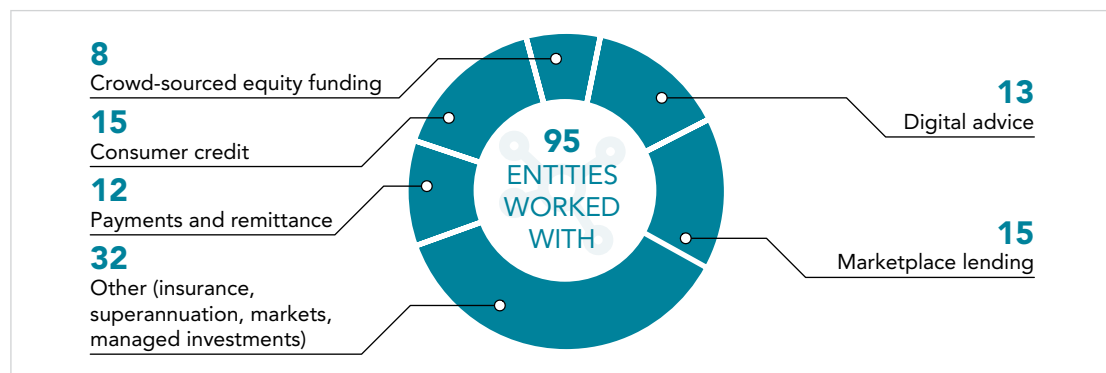 8
Crowd-sourced equity funding
15
Consumer credit
12
Payments and remittance
32
Other (insurance,
superannuation, markets,
managed investments)
95
ENTITIES
WORKED
WITH
13
Digital advice
15
Marketplace lending